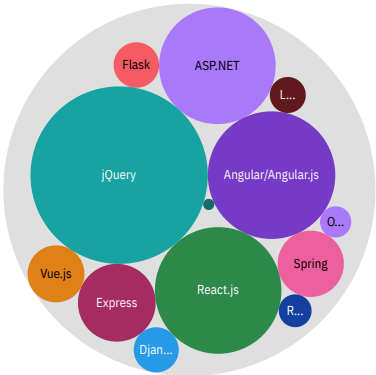 Flask
ASP.NET
L...
jQuery
Angular/Angular.js
O...
Vue.js
Spring
Express
React.js
R...
Djan...